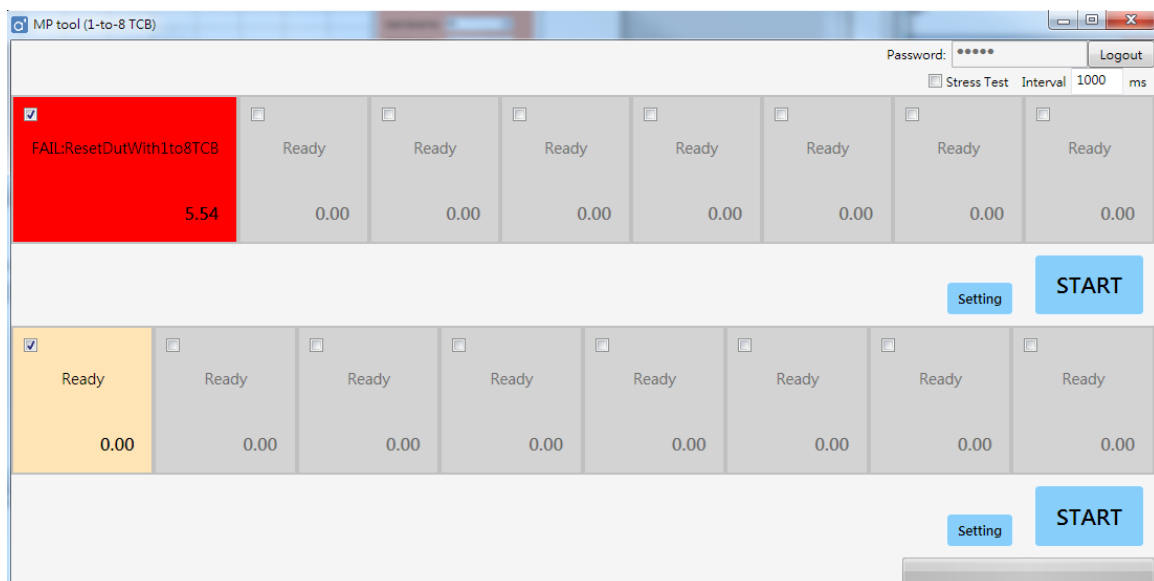 MP tool (1-to-8 TCB)
Password: ●●●●● Logout
Stress Test Interval 1000 ms
FAIL:ResetDutWith1to8TCB Ready Ready Ready Ready Ready Ready Ready
5.54 0.00 0.00 0.00 0.00 0.00 0.00 0.00
START
Setting
Ready Ready Ready Ready Ready Ready Ready Ready
0.00 0.00 0.00 0.00 0.00 0.00 0.00 0.00
START
Setting